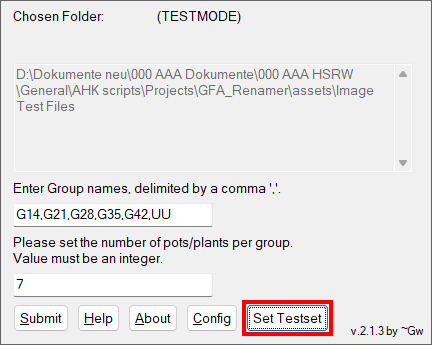 Chosen Folder: (TESTMODE)
D:\Dokumente neu\000 AAA Dokumente\000 AAA HSRW
\General\AHK scripts\Projects\GFA_Renamer\assets\Image
Test Files
Enter Group names, delimited by a comma ','.
G14,G21,G28,G35,G42,UU
Please set the number of pots/plants per group.
Value must be an integer.
7
Submit Help About Config Set Testset
v.2.1.3 by ~Gw